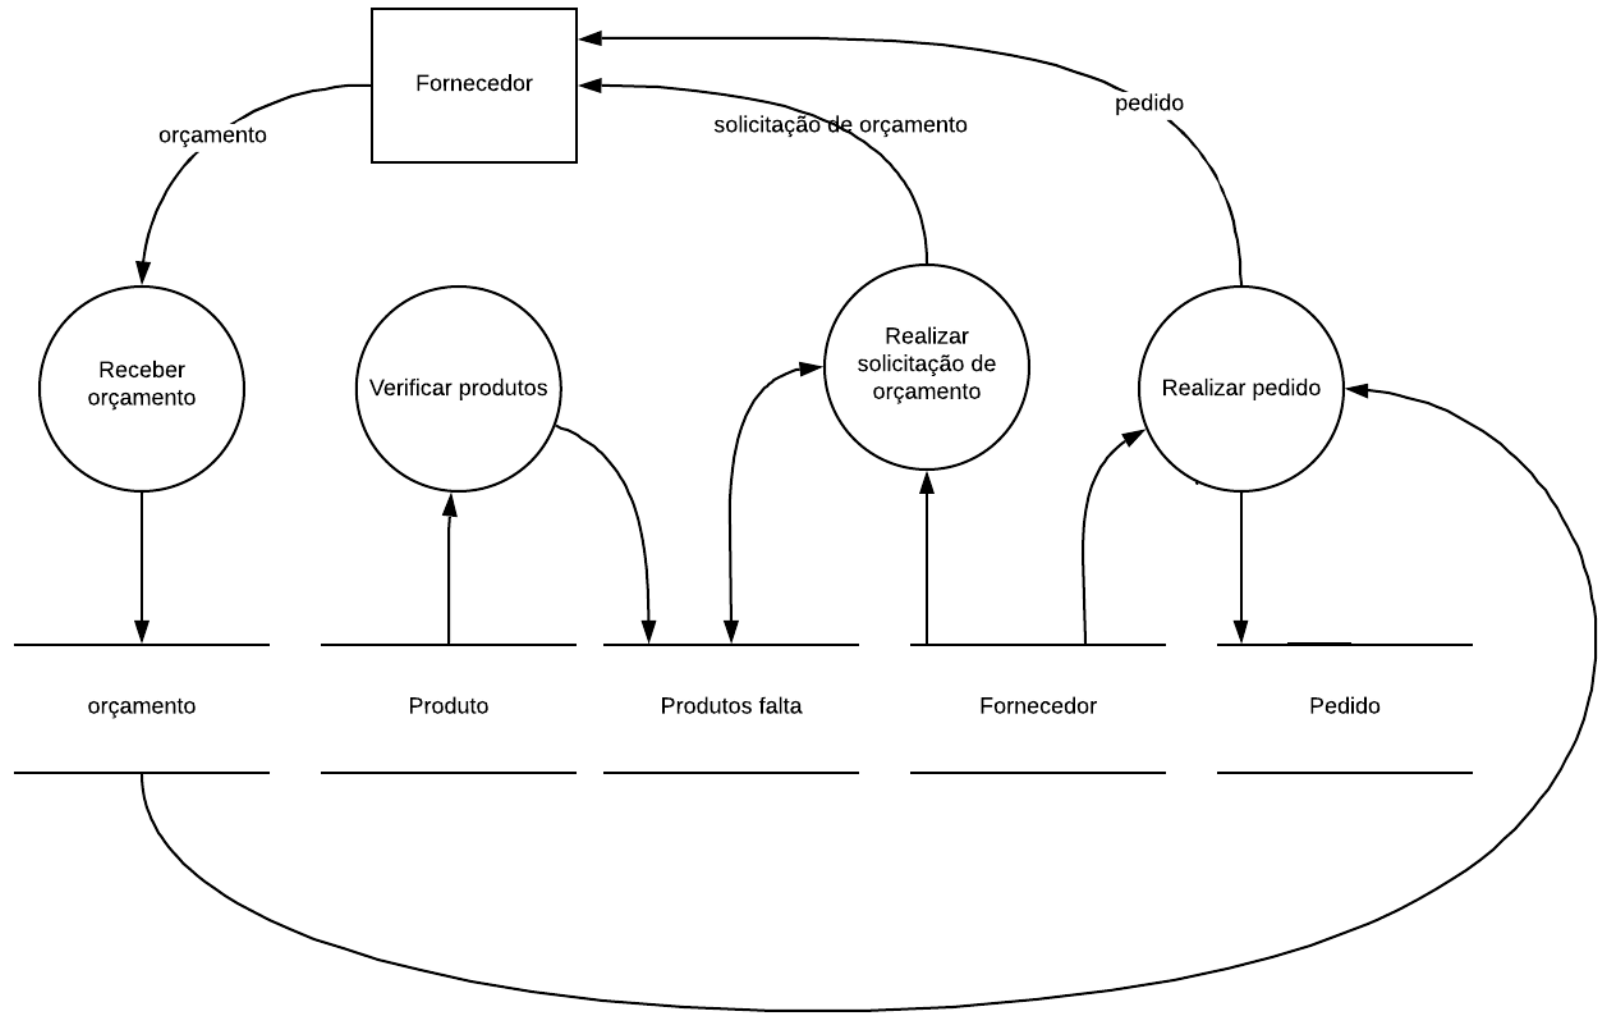 Fornecedor
pedido
solicitação de orçamento
orçamento
Receber
orçamento
Verificar produtos
Realizar
solicitação de
orçamento
Realizar pedido
orçamento
Produto
Produtos falta
Fornecedor
Pedido